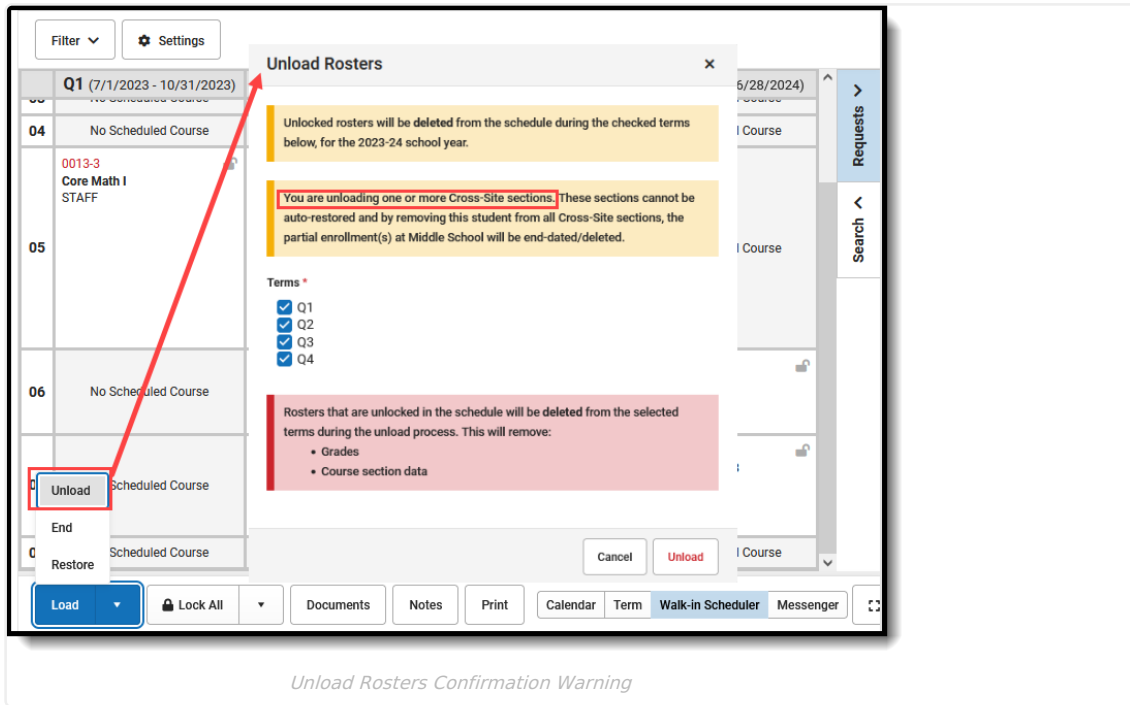 Filter
Settings
Q1 (7/1/2023 - 10/31/2023)
6/28/2024)
04 No Scheduled Course
Course
0013-3
Core Math I
STAFF
05
Course
06 No Scheduled Course
Scheduled Course
Scheduled Course
Course
Requests
Search
Unload Rosters
Unlocked rosters will be deleted from the schedule during the checked terms
below, for the 2023-24 school year.
You are unloading one or more Cross-Site sections. These sections cannot be
auto-restored and by removing this student from all Cross-Site sections, the
partial enrollment(s) at Middle School will be end-dated/deleted.
Terms *
Q1
Q2
Q3
Q4
Rosters that are unlocked in the schedule will be deleted from the selected
terms during the unload process. This will remove:
• Grades
• Course section data
Cancel Unload
Unload
End
Restore
Load Lock All Documents Notes Print Calendar Term Walk-in Scheduler Messenger
Unload Rosters Confirmation Warning